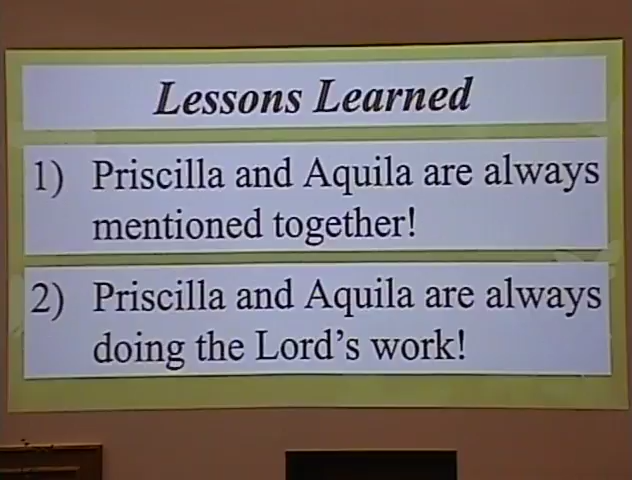 Lessons Learned
1) Priscilla and Aquila are always
mentioned together!
2) Priscilla and Aquila are always
doing the Lord's work!